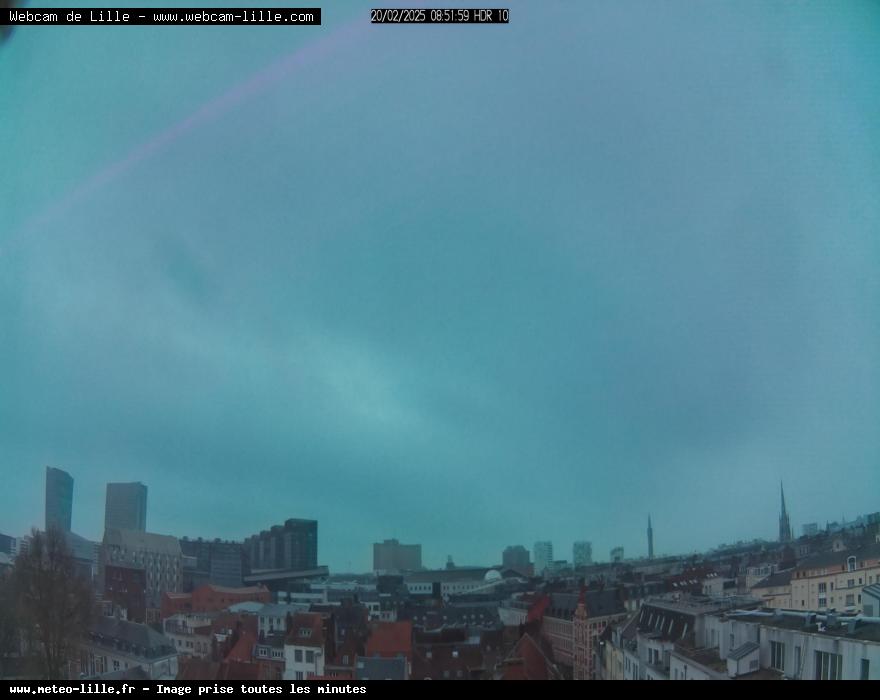 Webcam de Lille - www.webcam-lille.com
20/02/2025 08:51:59 HDR 10
www.meteo-lille.fr - Image prise toutes les minutes